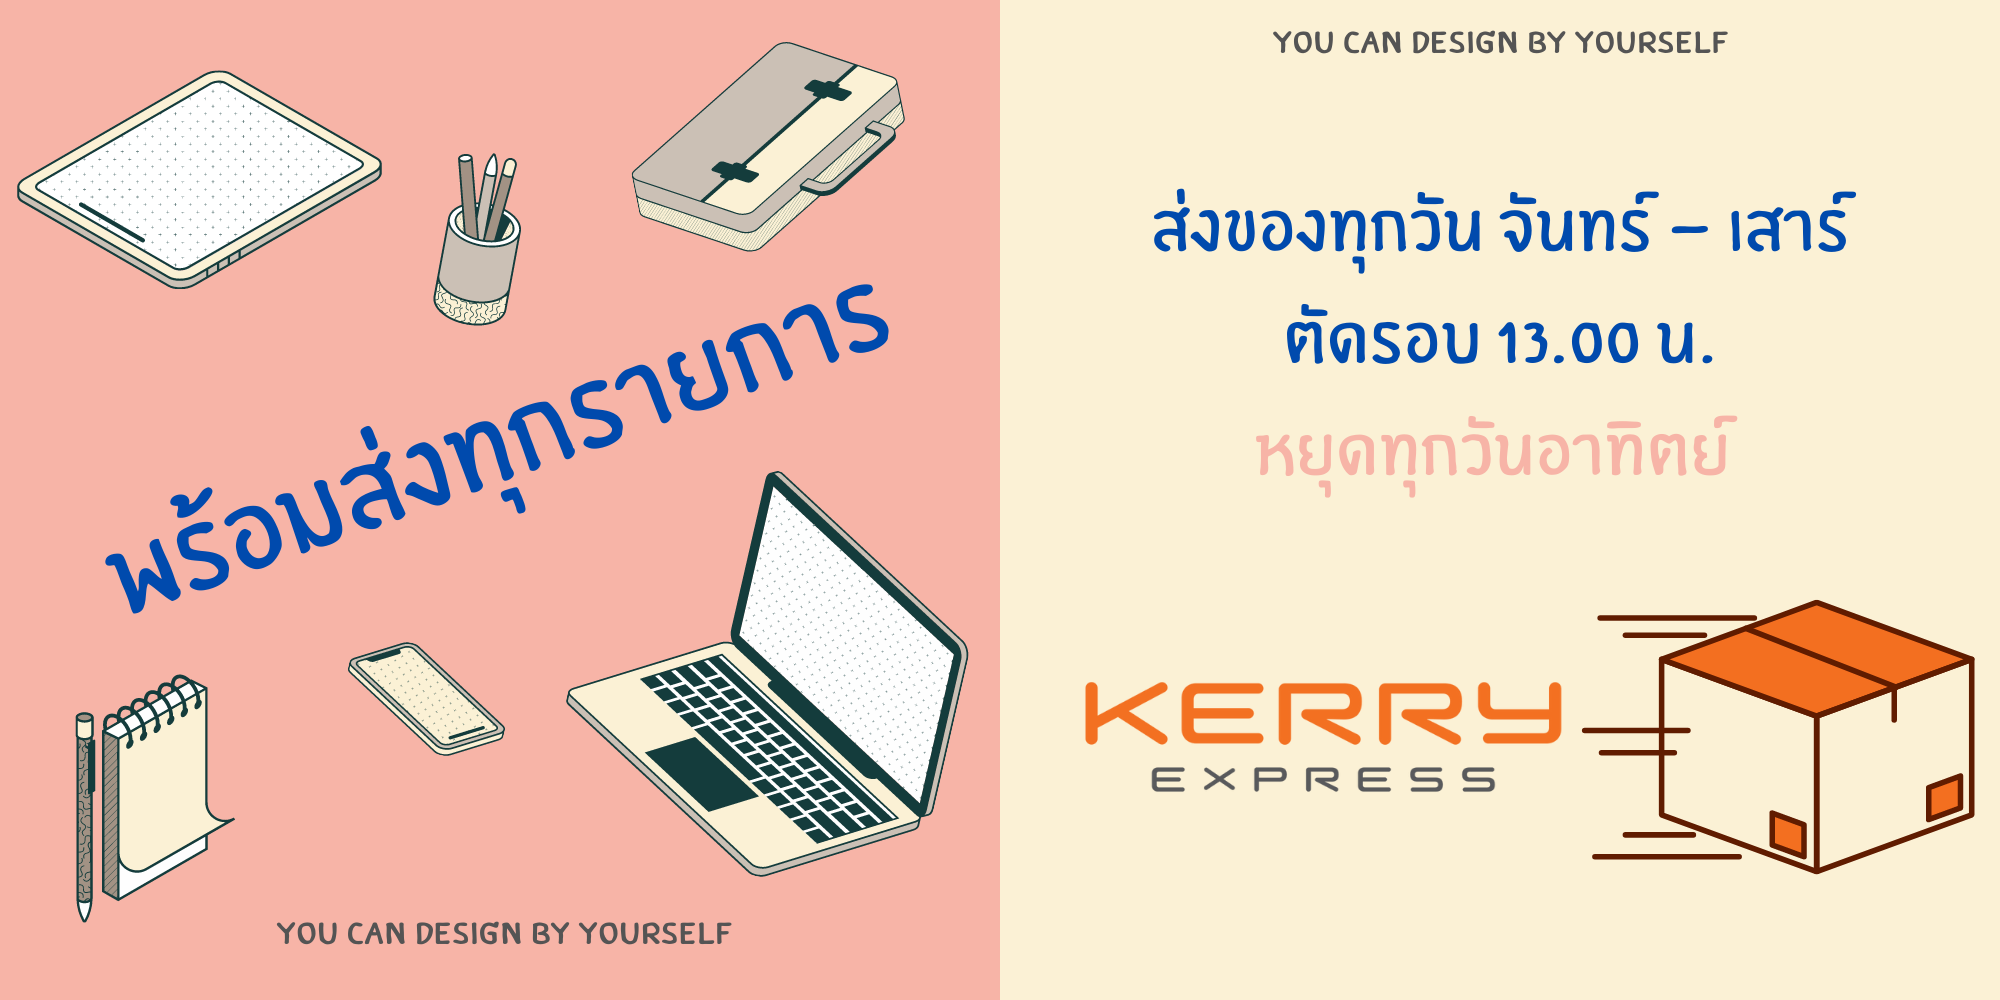 พร้อมส่งทุกรายการ
YOU CAN DESIGN BY YOURSELF
YOU CAN DESIGN BY YOURSELF
ส่งของทุกวัน จันทร์ – เสาร์
ตัดรอบ 13.00 น.
หยุดทุกวันอาทิตย์
KERRY
EXPRESS